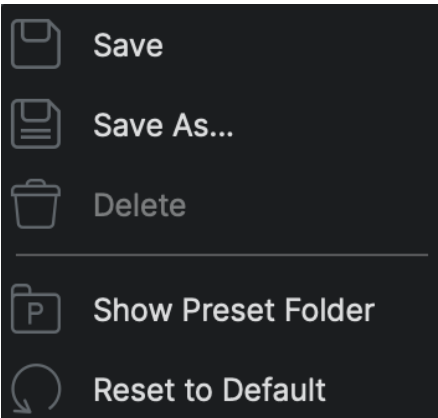 Save
Save As...
Delete
P
Show Preset Folder
Reset to Default